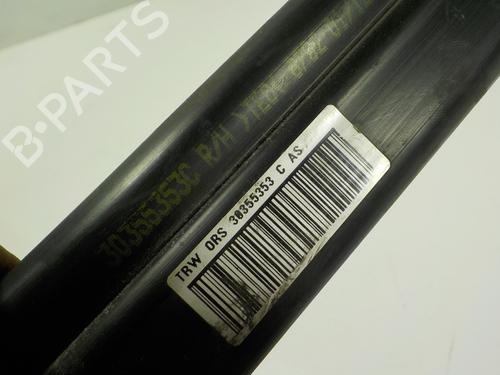 30355353C R/H
TRW ORS 30355353 C AS
B PARTS